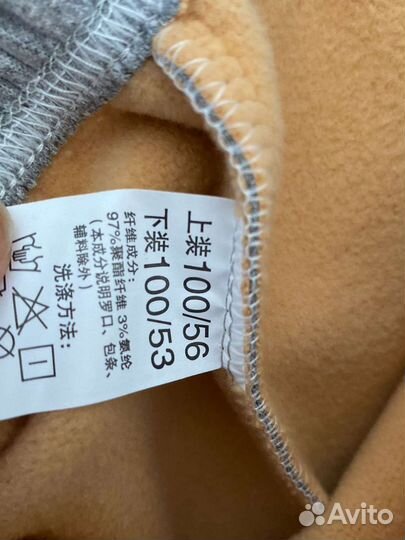 上装100/56
下装100/53
纤维成分:
97%聚酯纤维 3%氨纶
(本成分说明罗口、包条、
辅料除外)
洗涤方法:
Avito